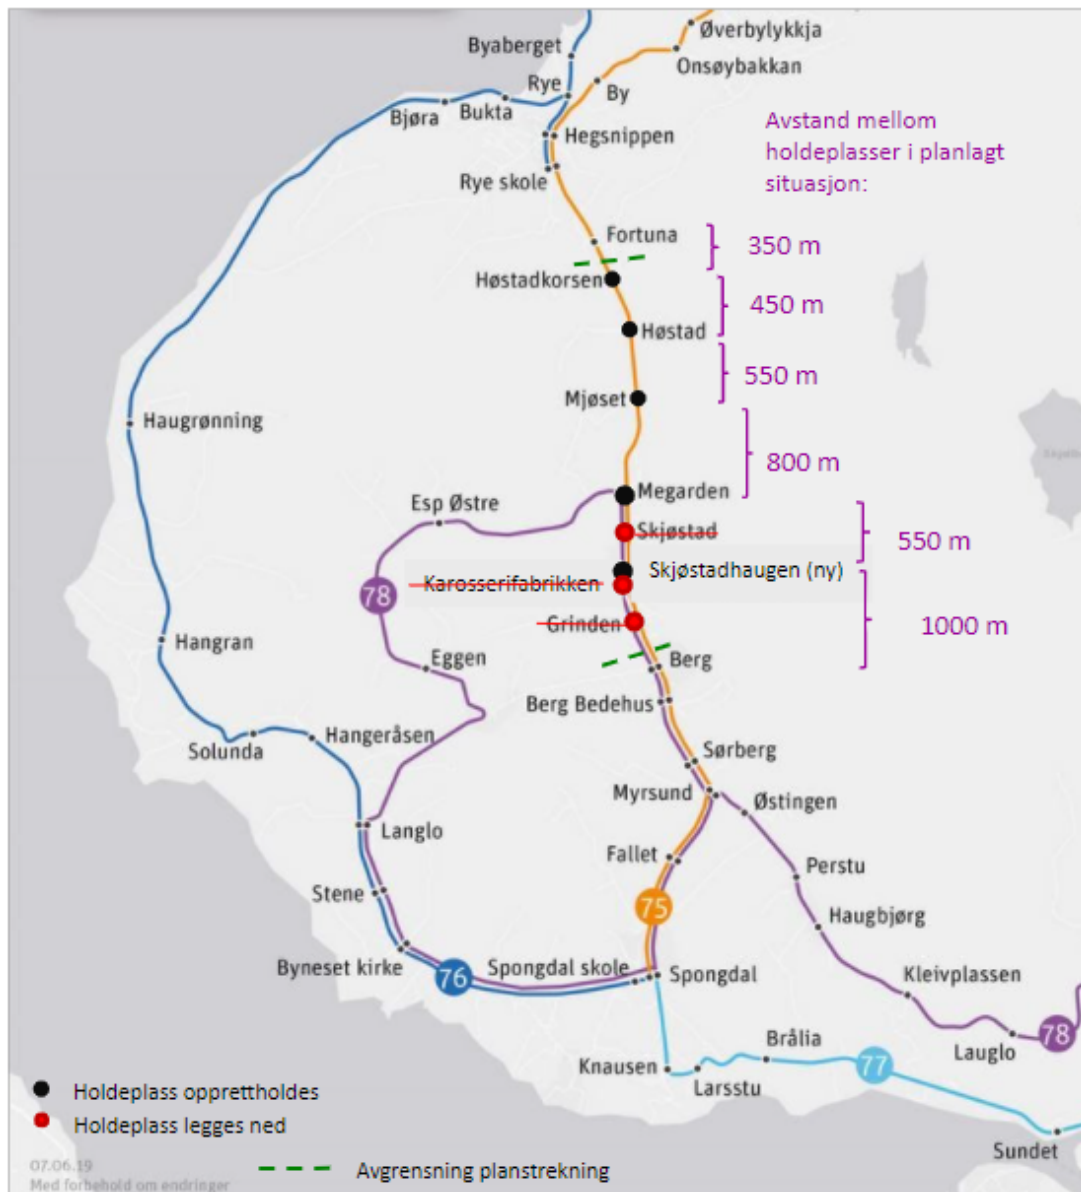 Øverbylykkja
Byaberget
Onsøybakkan
Rye
By
Bjøra
Bukta
Hegsnippen
Rye skole
Avstand mellom
holdeplasser i planlagt
situasjon:
Fortuna
350 m
Høstadkorsen
450 m
Høstad
550 m
Mjøset
Haugrønning
800 m
Megarden
Esp Østre
Skjøstad
550 m
Skjøstadhaugen (ny)
Karosserifabrikken
78
Grinden
1000 m
Hangran
Eggen
Berg
Berg Bedehus
Solunda
Hangeråsen
Sørberg
Myrsund
Østingen
Langlo
Fallet
Perstu
Stene
75
Haugbjørg
Byneset kirke
76
Spongdal skole
Spongdal
Kleivplassen
Lauglo
78
Brålia
77
Knausen
Larsstu
Sundet
Holdeplass opprettholdes
Holdeplass legges ned
Avgrensning planstrekning
07.06.19
Med forbehold om endringer